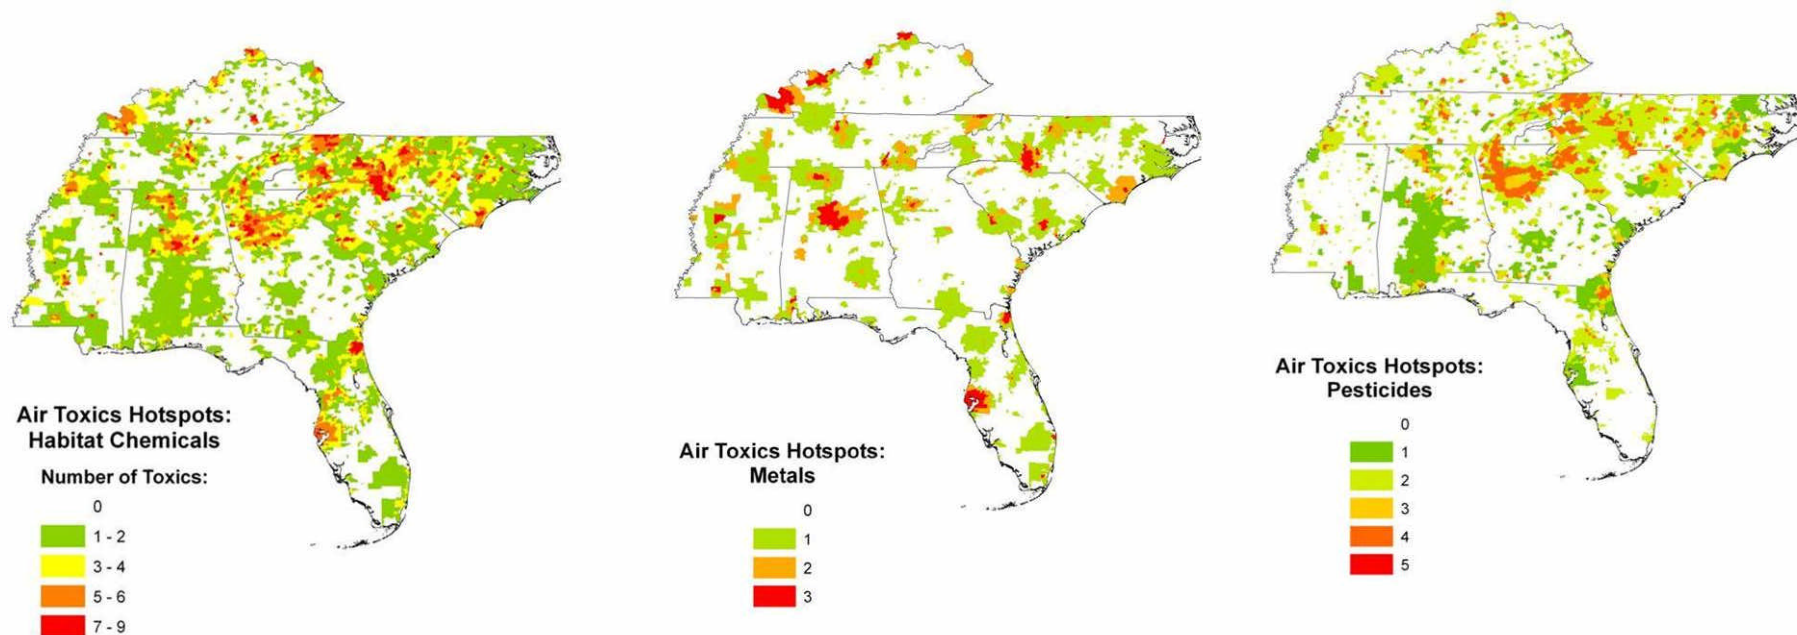 Air Toxics Hotspots:
Habitat Chemicals
Number of Toxics:
0
1 - 2
3 - 4
5 - 6
7 - 9
Air Toxics Hotspots:
Metals
0
1
2
3
Air Toxics Hotspots:
Pesticides
0
1
2
3
4
5